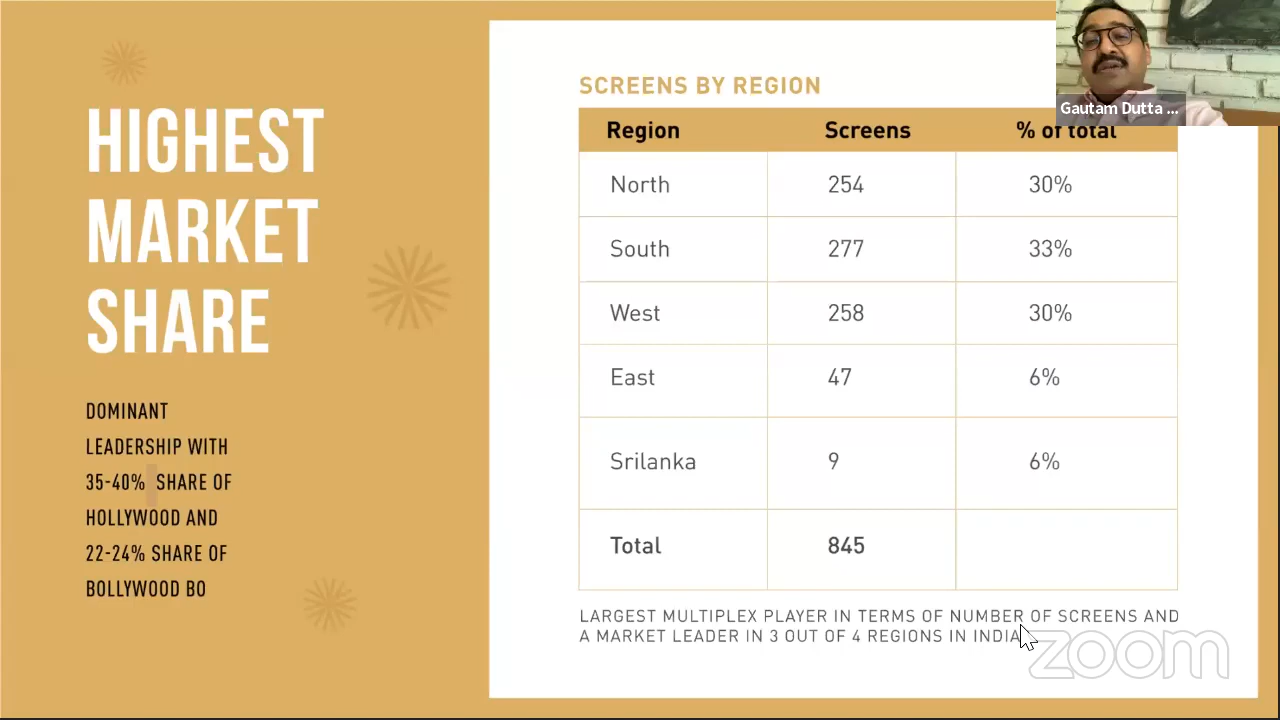 HIGHEST
MARKET
SHARE
DOMINANT
LEADERSHIP WITH
35-40% SHARE OF
HOLLYWOOD AND
22-24% SHARE OF
BOLLYWOOD BO
SCREENS BY REGION
Region Screens % of total
North 254 30%
South 277 33%
West 258 30%
East 47 6%
Srilanka 9 6%
Total 845
LARGEST MULTIPLEX PLAYER IN TERMS OF NUMBER OF SCREENS AND
A MARKET LEADER IN 3 OUT OF 4 REGIONS IN INDIA
Gautam Dutta ...
zoom